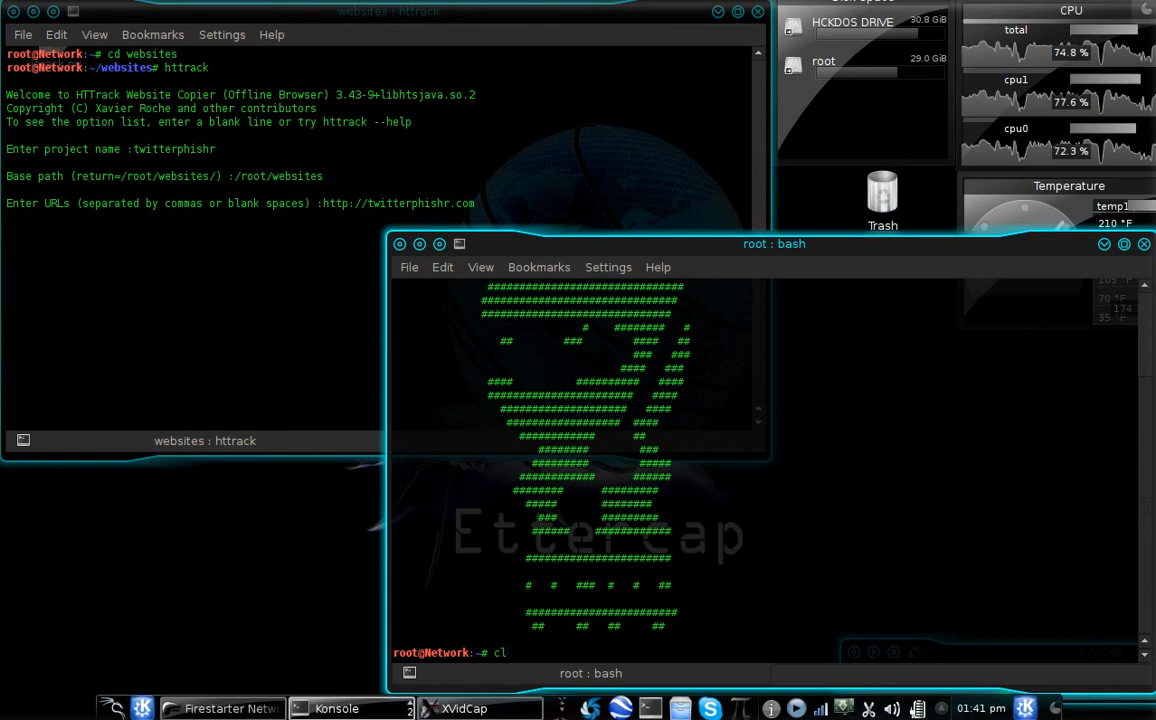 websites : httrack
File Edit View Bookmarks Settings Help
root@Network:~# cd websites
root@Network:~/websites# httrack
Welcome to HTTrack Website Copier (Offline Browser) 3.43-9+libhtsjava.so.2
Copyright (C) Xavier Roche and other contributors
To see the option list, enter a blank line or try httrack --help
Enter project name :twitterphishr
Base path (return=/root/websites/) :/root/websites
Enter URLs (separated by commas or blank spaces) :http://twitterphishr.com
websites : httrack
HCKDOS DRIVE 30.8 GiB
root 29.0 GiB
Trash
CPU
total
74.8 %
cpu1
77.6 %
cpu0
72.3 %
Temperature
temp1
210 °F
70 °F
174.
35 °F
root : bash
File Edit View Bookmarks Settings Help
Ettercap
root@Network:~# cl
root : bash
Firestarter Netw
Konsole 2
XVidCap
01:41 pm